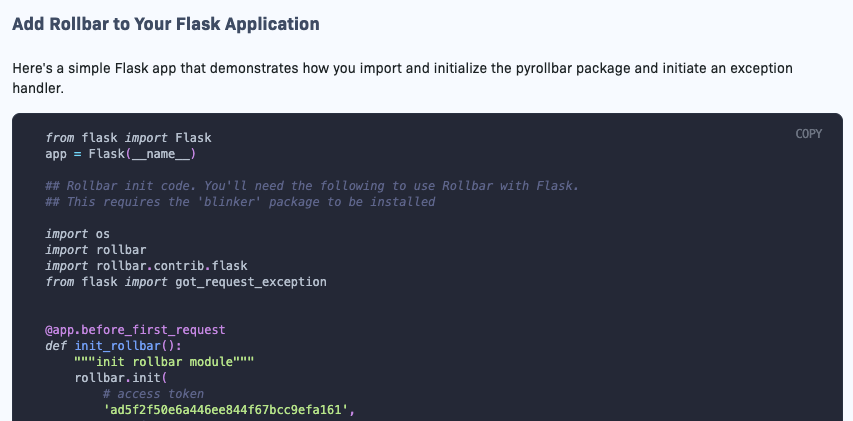 Add Rollbar to Your Flask Application
Here's a simple Flask app that demonstrates how you import and initialize the pyrollbar package and initiate an exception
handler.
COPY
from flask import Flask
app = Flask(__name__)
## Rollbar init code. You'll need the following to use Rollbar with Flask.
## This requires the 'blinker' package to be installed
import os
import rollbar
import rollbar.contrib.flask
from flask import got_request_exception
@app.before_first_request
def init_rollbar():
    """init rollbar module"""
    rollbar.init(
        # access token
        'ad5f2f50e6a446ee844f67bcc9efa161',